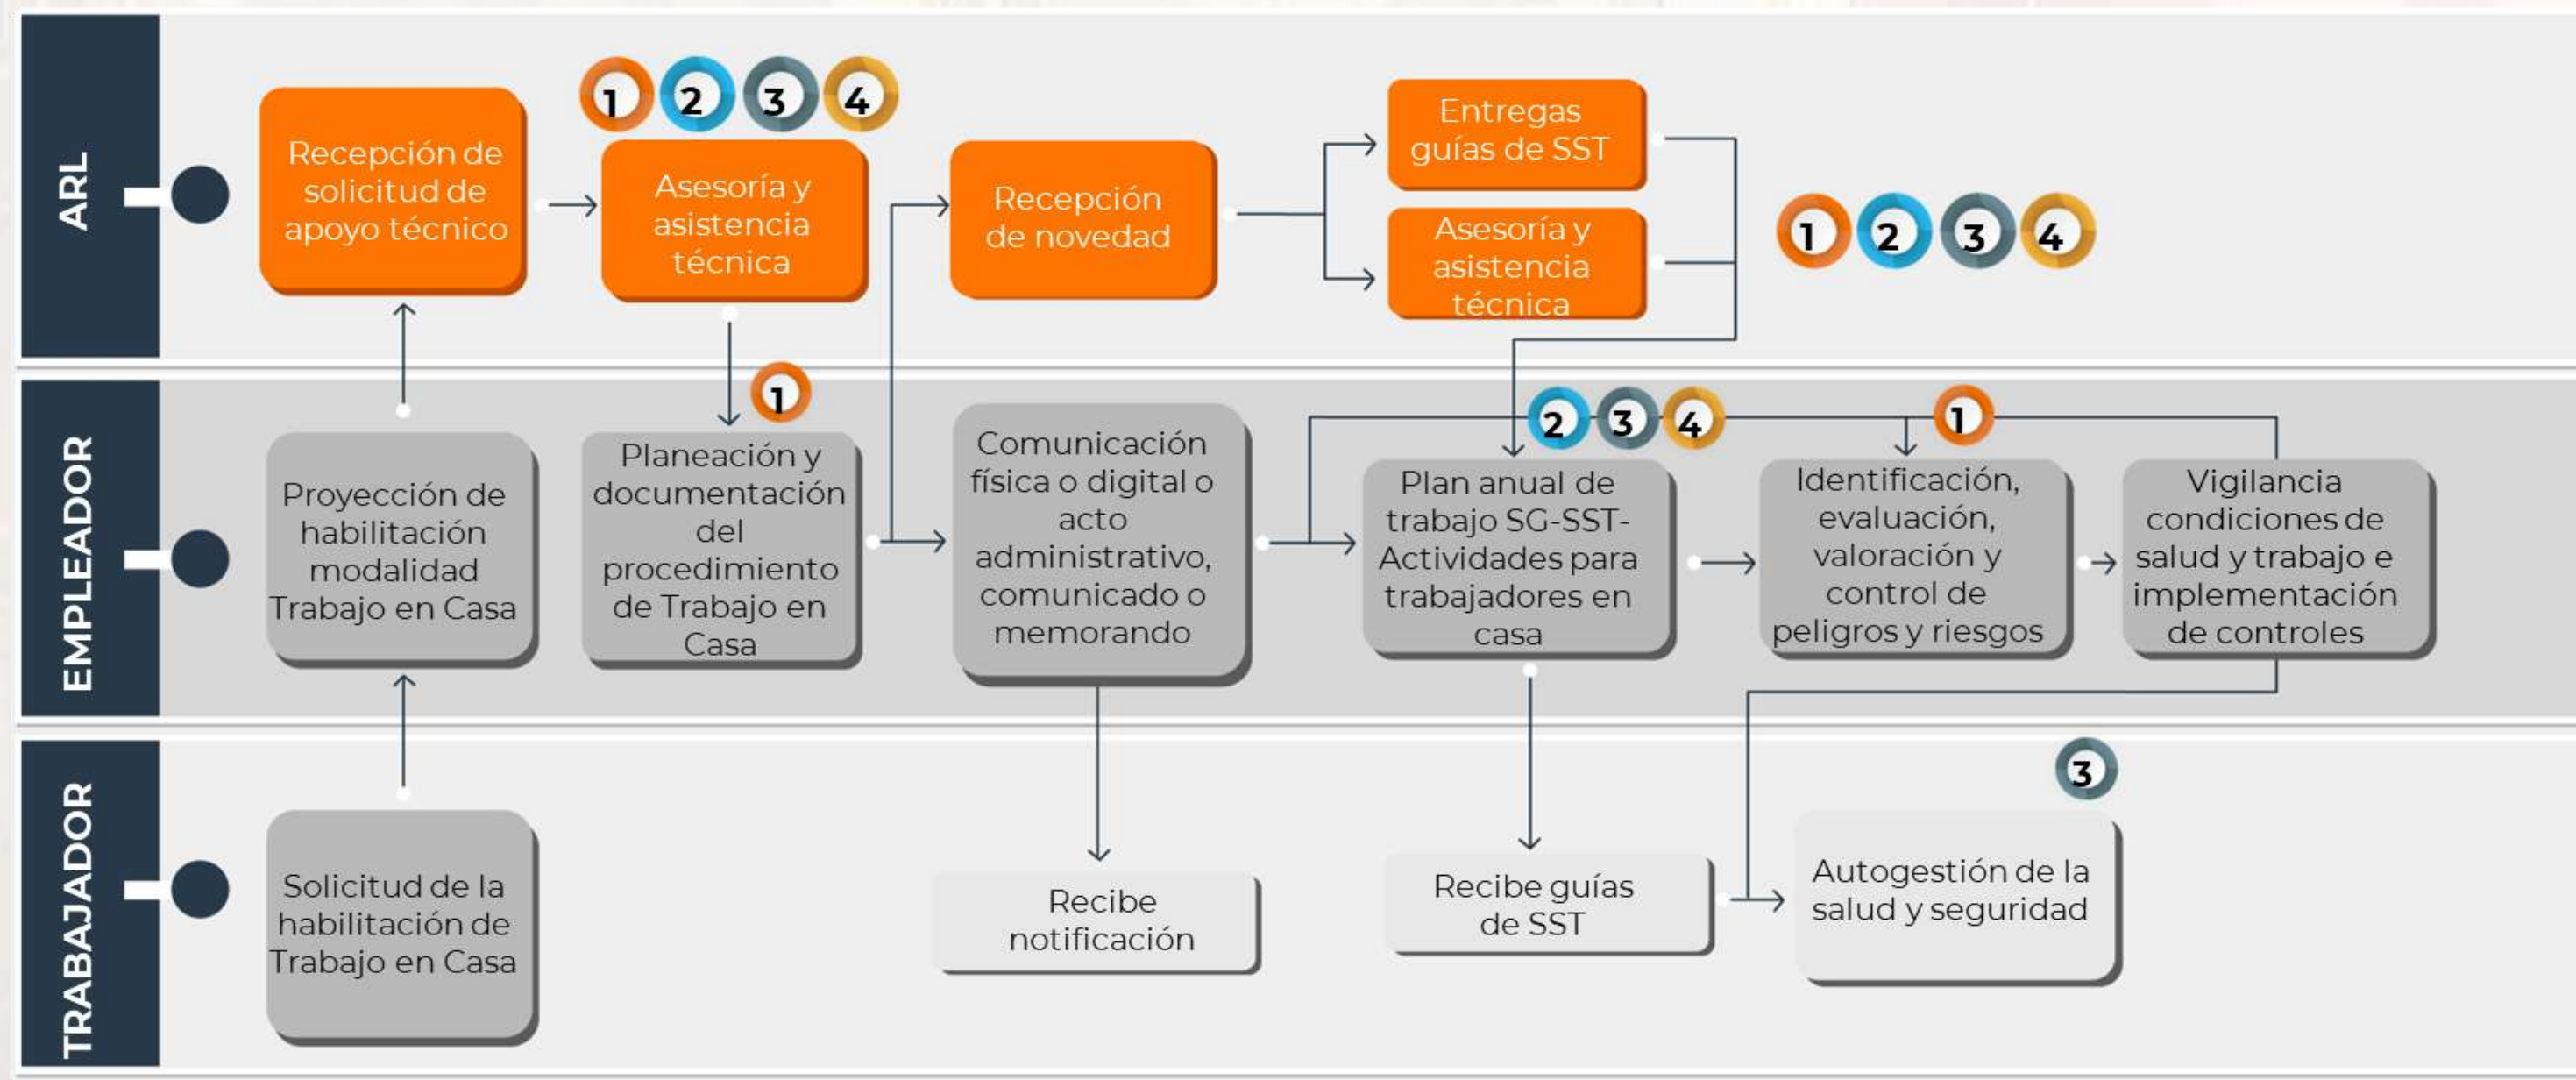 ARL
Recepción de
solicitud de
apoyo técnico
1 2 3 4
Asesoría y
asistencia
técnica
Recepción
de novedad
Entregas
guías de SST
Asesoría y
asistencia
técnica
1 2 3 4
EMPLEADOR
Proyección de
habilitación
modalidad
Trabajo en Casa
1
Planeación y
documentación
del
procedimiento
de Trabajo en
Casa
Comunicación
física o digital o
acto
administrativo,
comunicado o
memorando
2 3 4
Plan anual de
trabajo SG-SST-
Actividades para
trabajadores en
casa
1
Identificación,
evaluación,
valoración y
control de
peligros y riesgos
Vigilancia
condiciones de
salud y trabajo e
implementación
de controles
TRABAJADOR
Solicitud de la
habilitación de
Trabajo en Casa
Recibe
notificación
Recibe guías
de SST
3
Autogestión de la
salud y seguridad